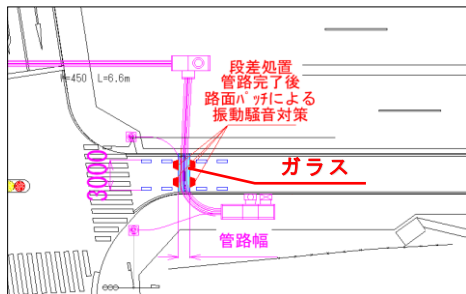 段差処置
管路完了後
路面パッチによる
振動騒音対策
W=450 L=6.6m
ガラス
3000
管路幅